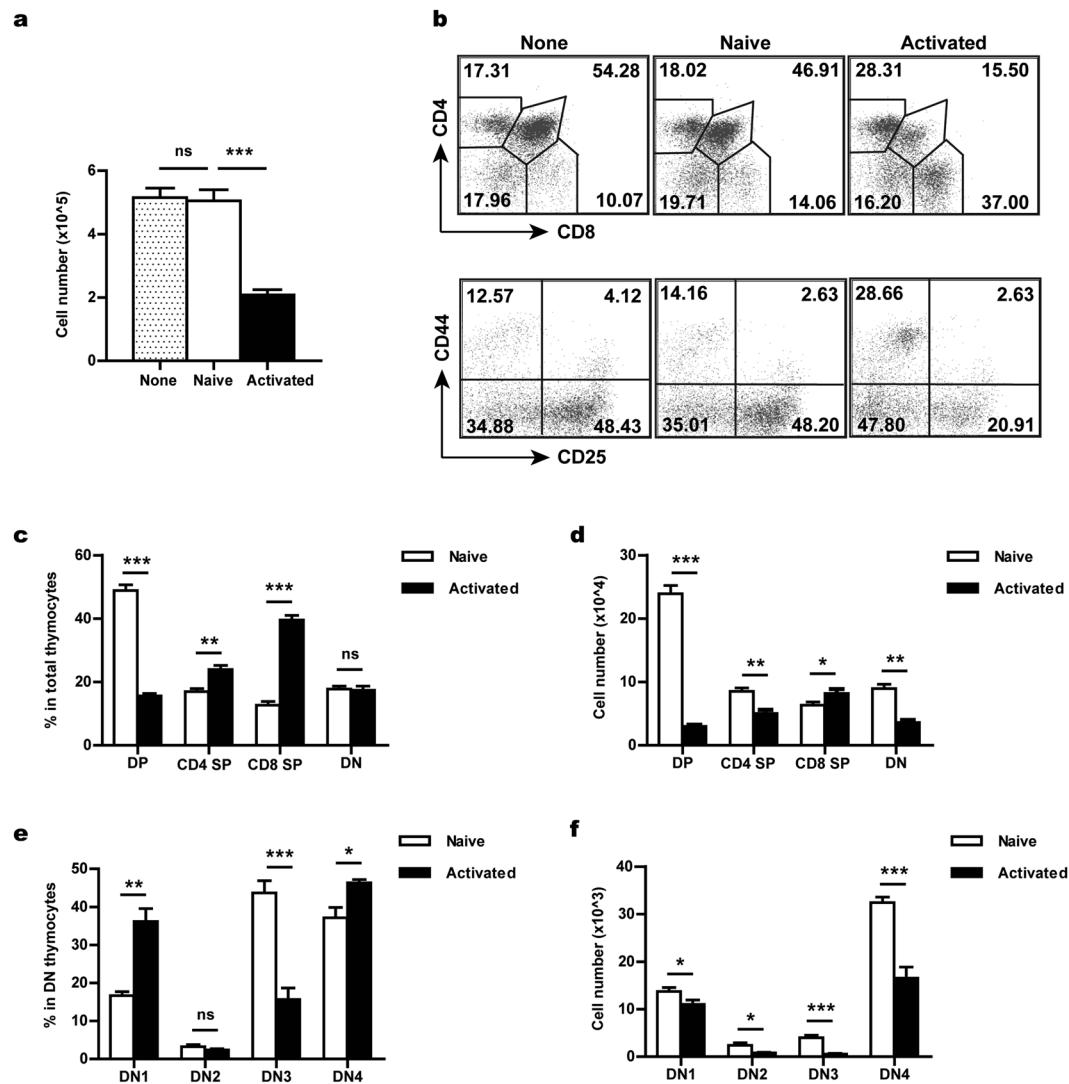 a
ns
***
6
4
2
0
Cell number (x10^5)
None Naive Activated
b
None Naive Activated
17.31 54.28
17.96 10.07
18.02 46.91
19.71 14.06
28.31 15.50
16.20 37.00
CD4
CD8
12.57 4.12
34.88 48.43
14.16 2.63
35.01 48.20
28.66 2.63
47.80 20.91
CD44
CD25
c
Naive
Activated
60
40
20
0
% in total thymocytes
***
**
***
ns
DP CD4 SP CD8 SP DN
d
Naive
Activated
30
20
10
0
Cell number (x10^4)
***
**
*
**
DP CD4 SP CD8 SP DN
e
Naive
Activated
50
40
30
20
10
0
% in DN thymocytes
**
ns
***
*
DN1 DN2 DN3 DN4
f
Naive
Activated
40
30
20
10
0
Cell number (x10^3)
*
*
***
***
DN1 DN2 DN3 DN4